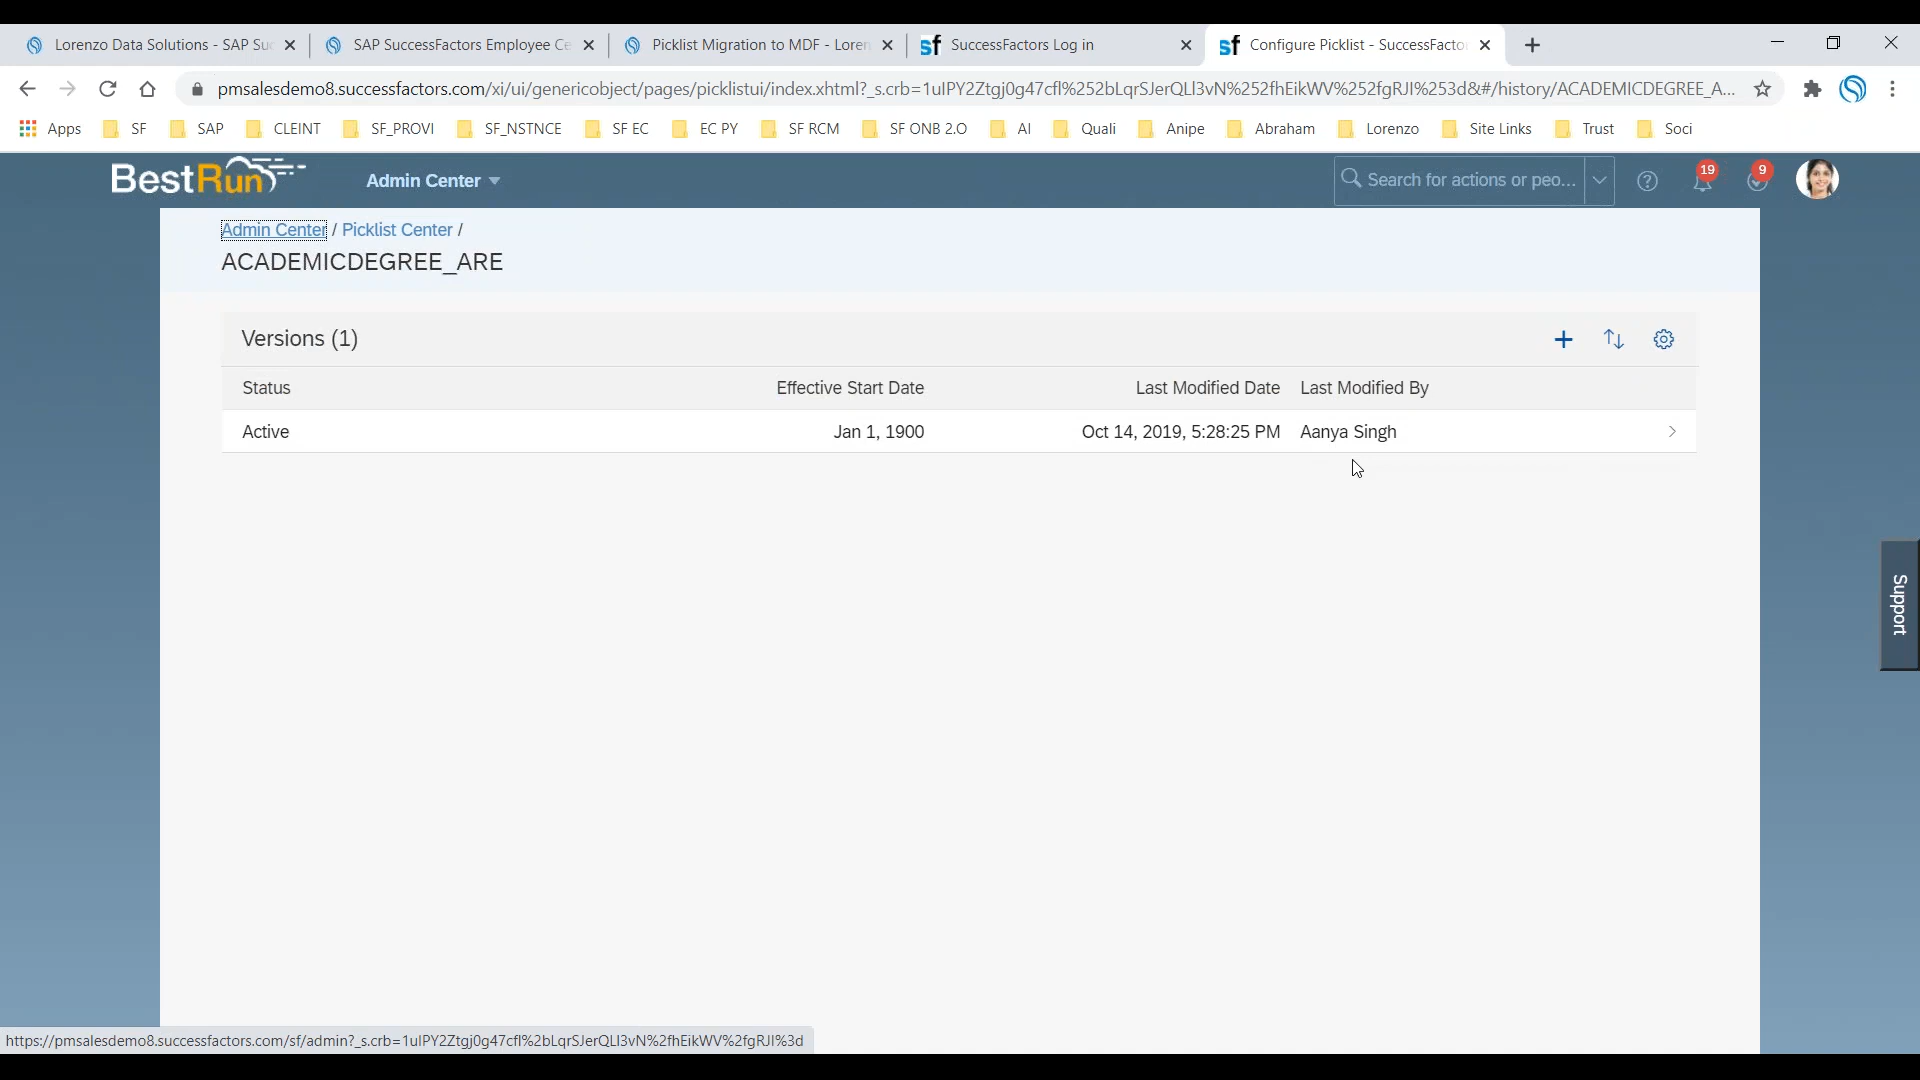 Lorenzo Data Solutions - SAP Su
SAP SuccessFactors Employee Ce
Picklist Migration to MDF - Loren
SuccessFactors Log in
Configure Picklist - SuccessFacto
pmsalesdemo8.successfactors.com/xi/ui/genericobject/pages/picklistui/index.xhtml?_s.crb=1uIPY2Ztgj0g47cfl%252bLqrSJerQLl3vN%252fhEikWV%252fgRJI%253d&#/history/ACADEMICDEGREE_A...
Apps SF SAP CLEINT SF_PROVI SF_NSTNCE SF EC EC PY SF RCM SF ONB 2.O AI Quali Anipe Abraham Lorenzo Site Links Trust Soci
BestRun
Admin Center
Search for actions or peo...
19
9
Admin Center / Picklist Center /
ACADEMICDEGREE_ARE
Versions (1)
Status Effective Start Date Last Modified Date Last Modified By
Active Jan 1, 1900 Oct 14, 2019, 5:28:25 PM Aanya Singh
Support
https://pmsalesdemo8.successfactors.com/sf/admin?_s.crb=1uIPY2Ztgj0g47cfl%2bLqrSJerQLl3vN%2fhEikWV%2fgRJI%3d